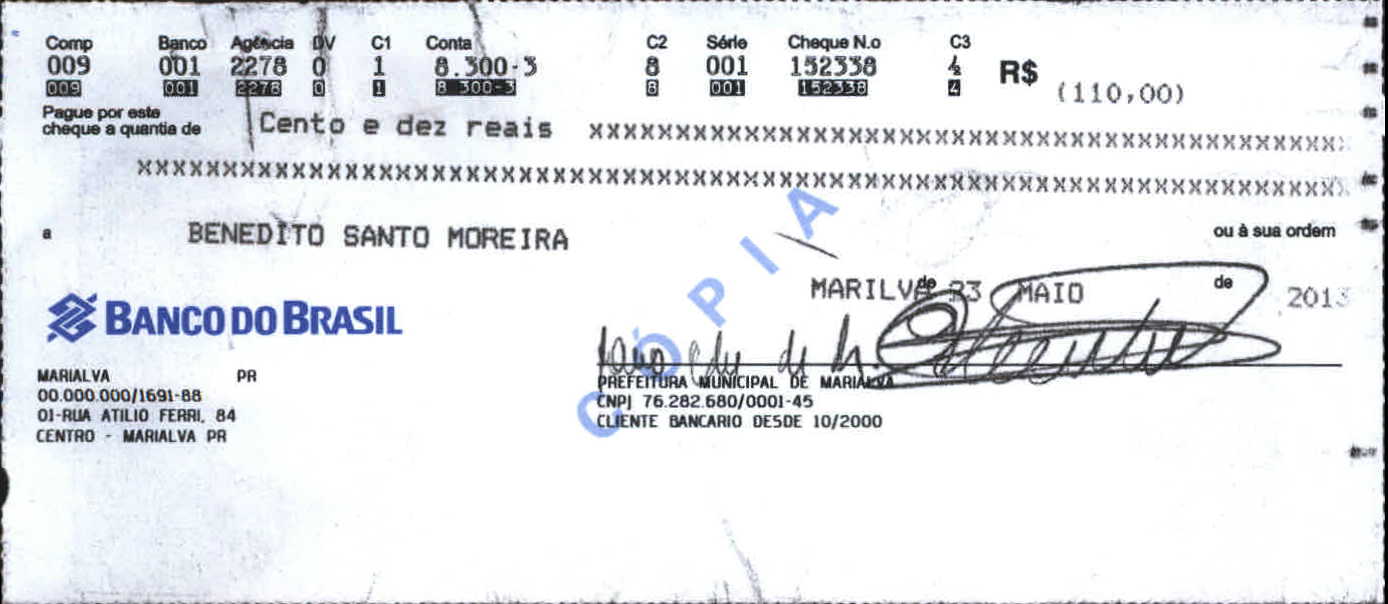 Comp Banco Agência DV C1 Conta C2 Série Cheque N.o C3
009 001 2278 0 1 8.300-3 8 001 152338 4 R$ (110,00)
009 001 2278 0 1 8 300-3 8 001 152338 4
Pague por este
cheque a quantia de Cento e dez reais xxxxxxxxxxxxxxxxxxxxxxxxxxxxxxxxxxxxxxxxxxxx
xxxxxxxxxxxxxxxxxxxxxxxxxxxxxxxxxxxxxxxxxxxxxxxxxxxxxxxxxxxxxxxxxxxxxx
a BENEDITO SANTO MOREIRA ou à sua ordem
CÓPIA
MARILVA de MAIO de 2013
BANCO DO BRASIL
MARIALVA PR
00.000.000/1691-88
01-RUA ATILIO FERRI, 84
CENTRO - MARIALVA PR
PREFEITURA MUNICIPAL DE MARIALVA
CNPJ 76.282.680/0001-45
CLIENTE BANCARIO DESDE 10/2000